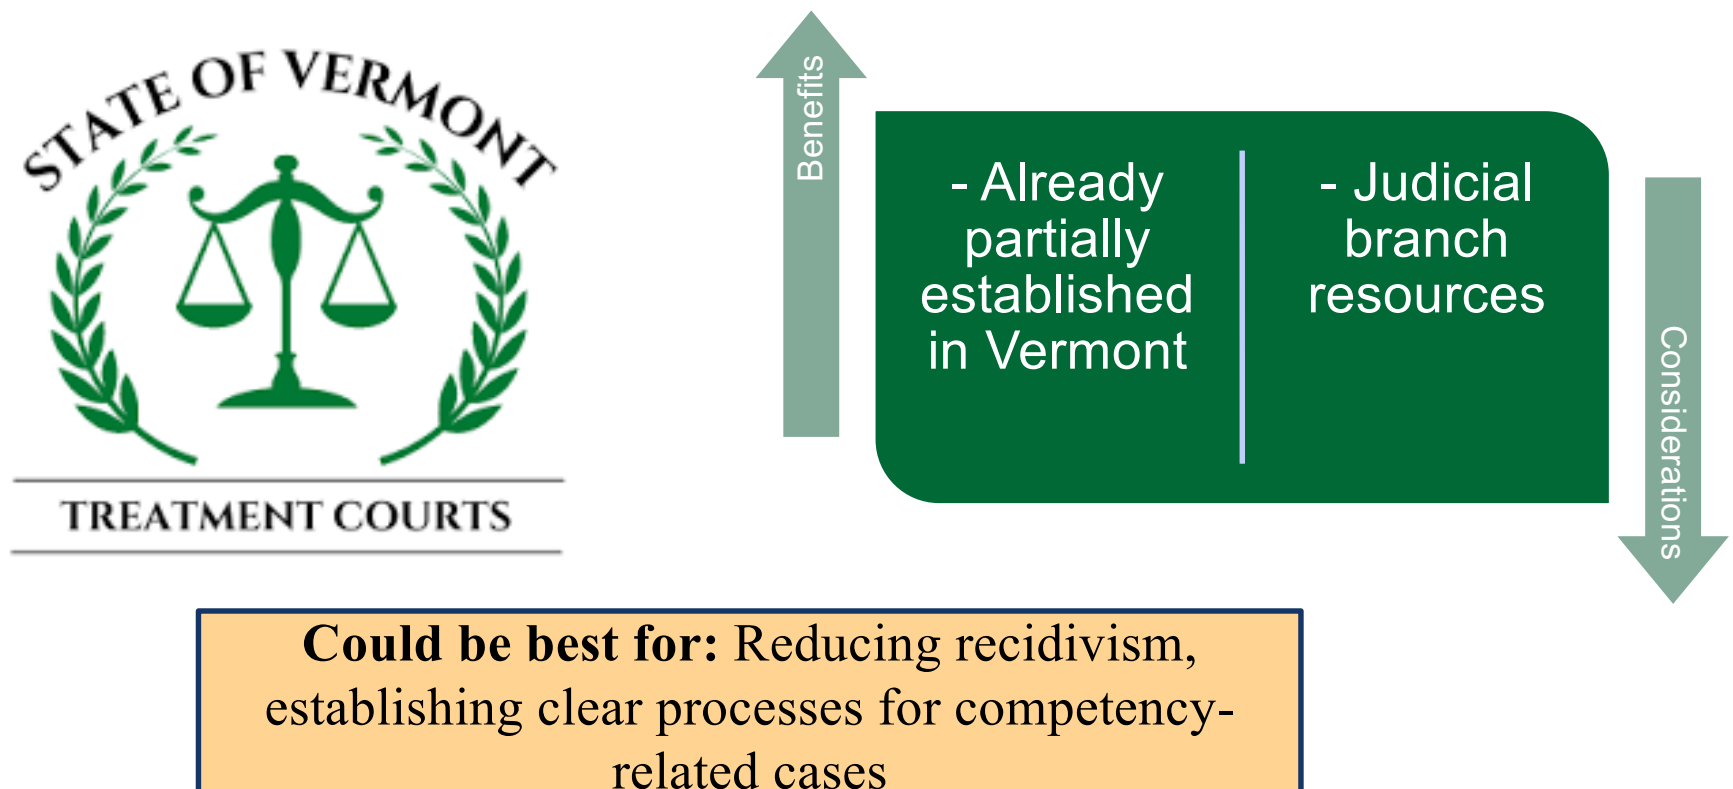 STATE OF VERMONT
TREATMENT COURTS
Benefits
- Already
partially
established
in Vermont
- Judicial
branch
resources
Considerations
Could be best for: Reducing recidivism,
establishing clear processes for competency-
related cases